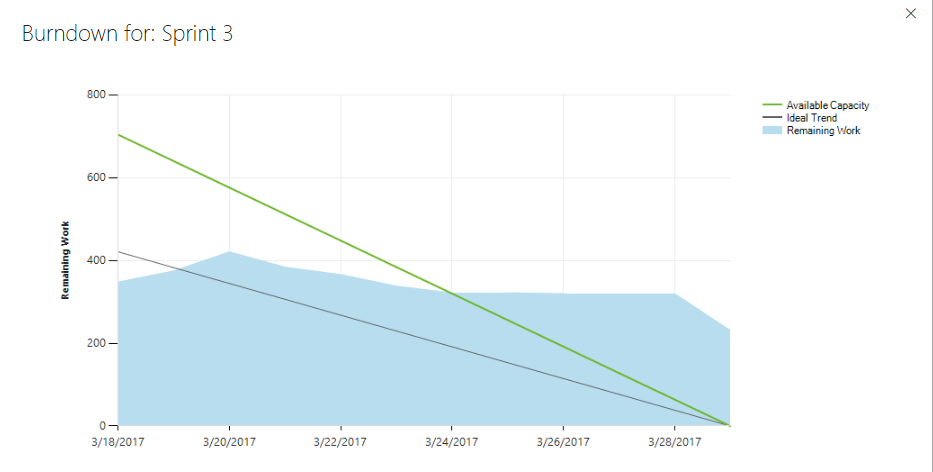 Burndown for: Sprint 3
800
600
400
200
0
Remaining Work
3/18/2017
3/20/2017
3/22/2017
3/24/2017
3/26/2017
3/28/2017
Available Capacity
Ideal Trend
Remaining Work